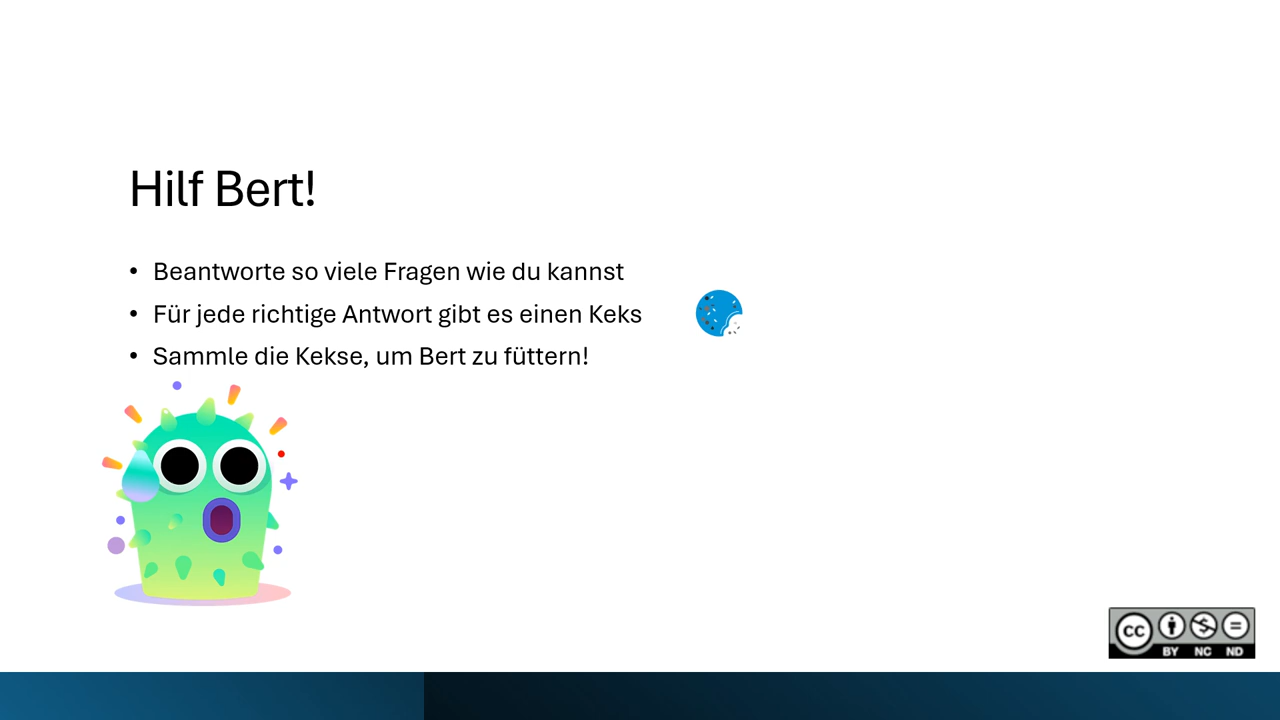 Hilf Bert!
• Beantworte so viele Fragen wie du kannst
• Für jede richtige Antwort gibt es einen Keks
• Sammle die Kekse, um Bert zu füttern!
CC BY NC ND